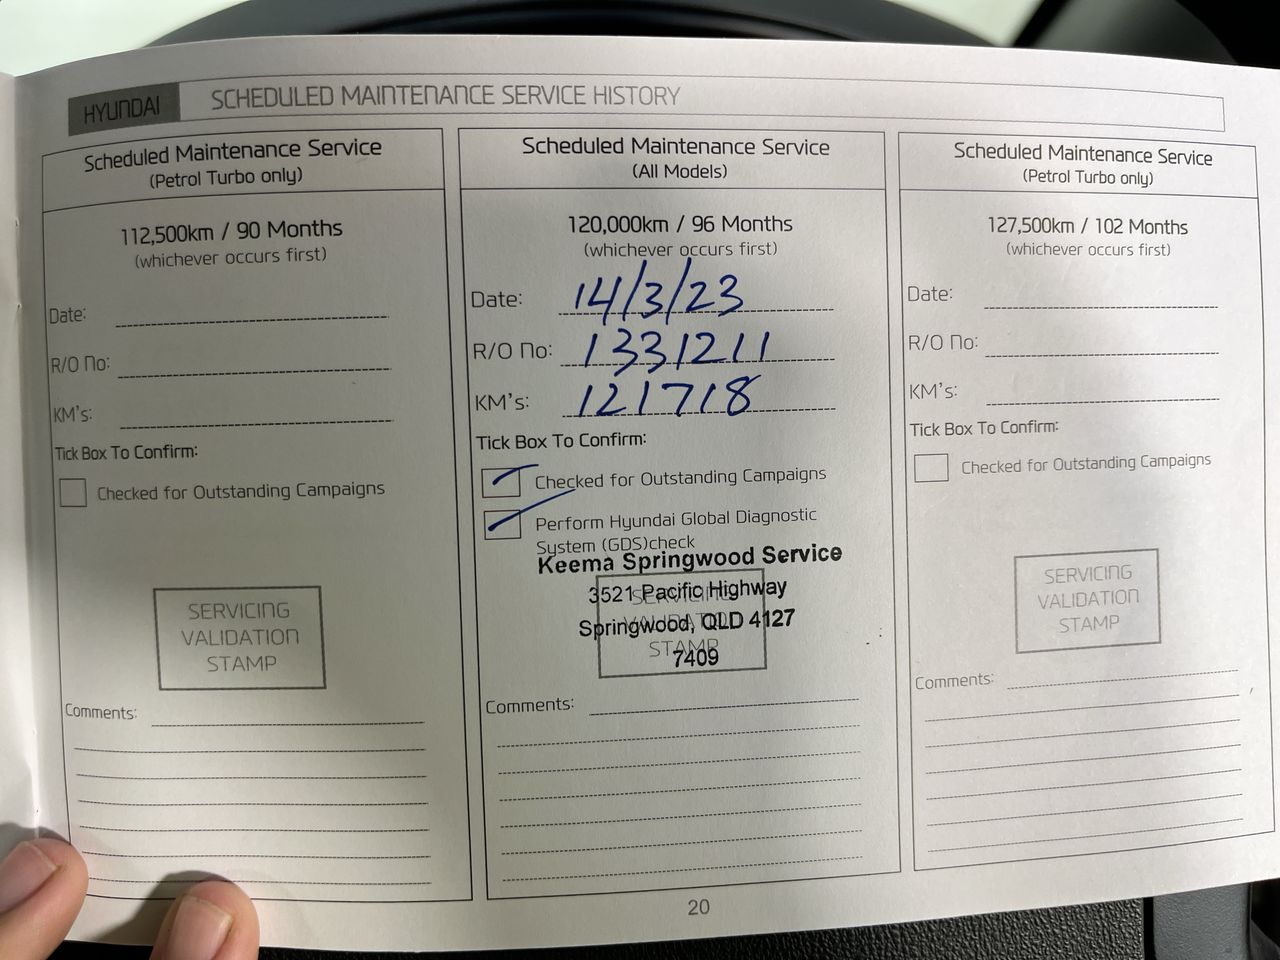 HYUNDAI SCHEDULED MAINTENANCE SERVICE HISTORY
Scheduled Maintenance Service
(Petrol Turbo only)
112,500km / 90 Months
(whichever occurs first)
Date:
R/O No:
KM's:
Tick Box To Confirm:
Checked for Outstanding Campaigns
SERVICING
VALIDATION
STAMP
Comments:
Scheduled Maintenance Service
(All Models)
120,000km / 96 Months
(whichever occurs first)
Date: 14/3/23
R/O No: 1331211
KM's: 121718
Tick Box To Confirm:
Checked for Outstanding Campaigns
Perform Hyundai Global Diagnostic
System (GDS)check
Keema Springwood Service
3521 Pacific Highway
Springwood, QLD 4127
7409
SERVICING
VALIDATION
STAMP
Comments:
Scheduled Maintenance Service
(Petrol Turbo only)
127,500km / 102 Months
(whichever occurs first)
Date:
R/O No:
KM's:
Tick Box To Confirm:
Checked for Outstanding Campaigns
SERVICING
VALIDATION
STAMP
Comments:
20